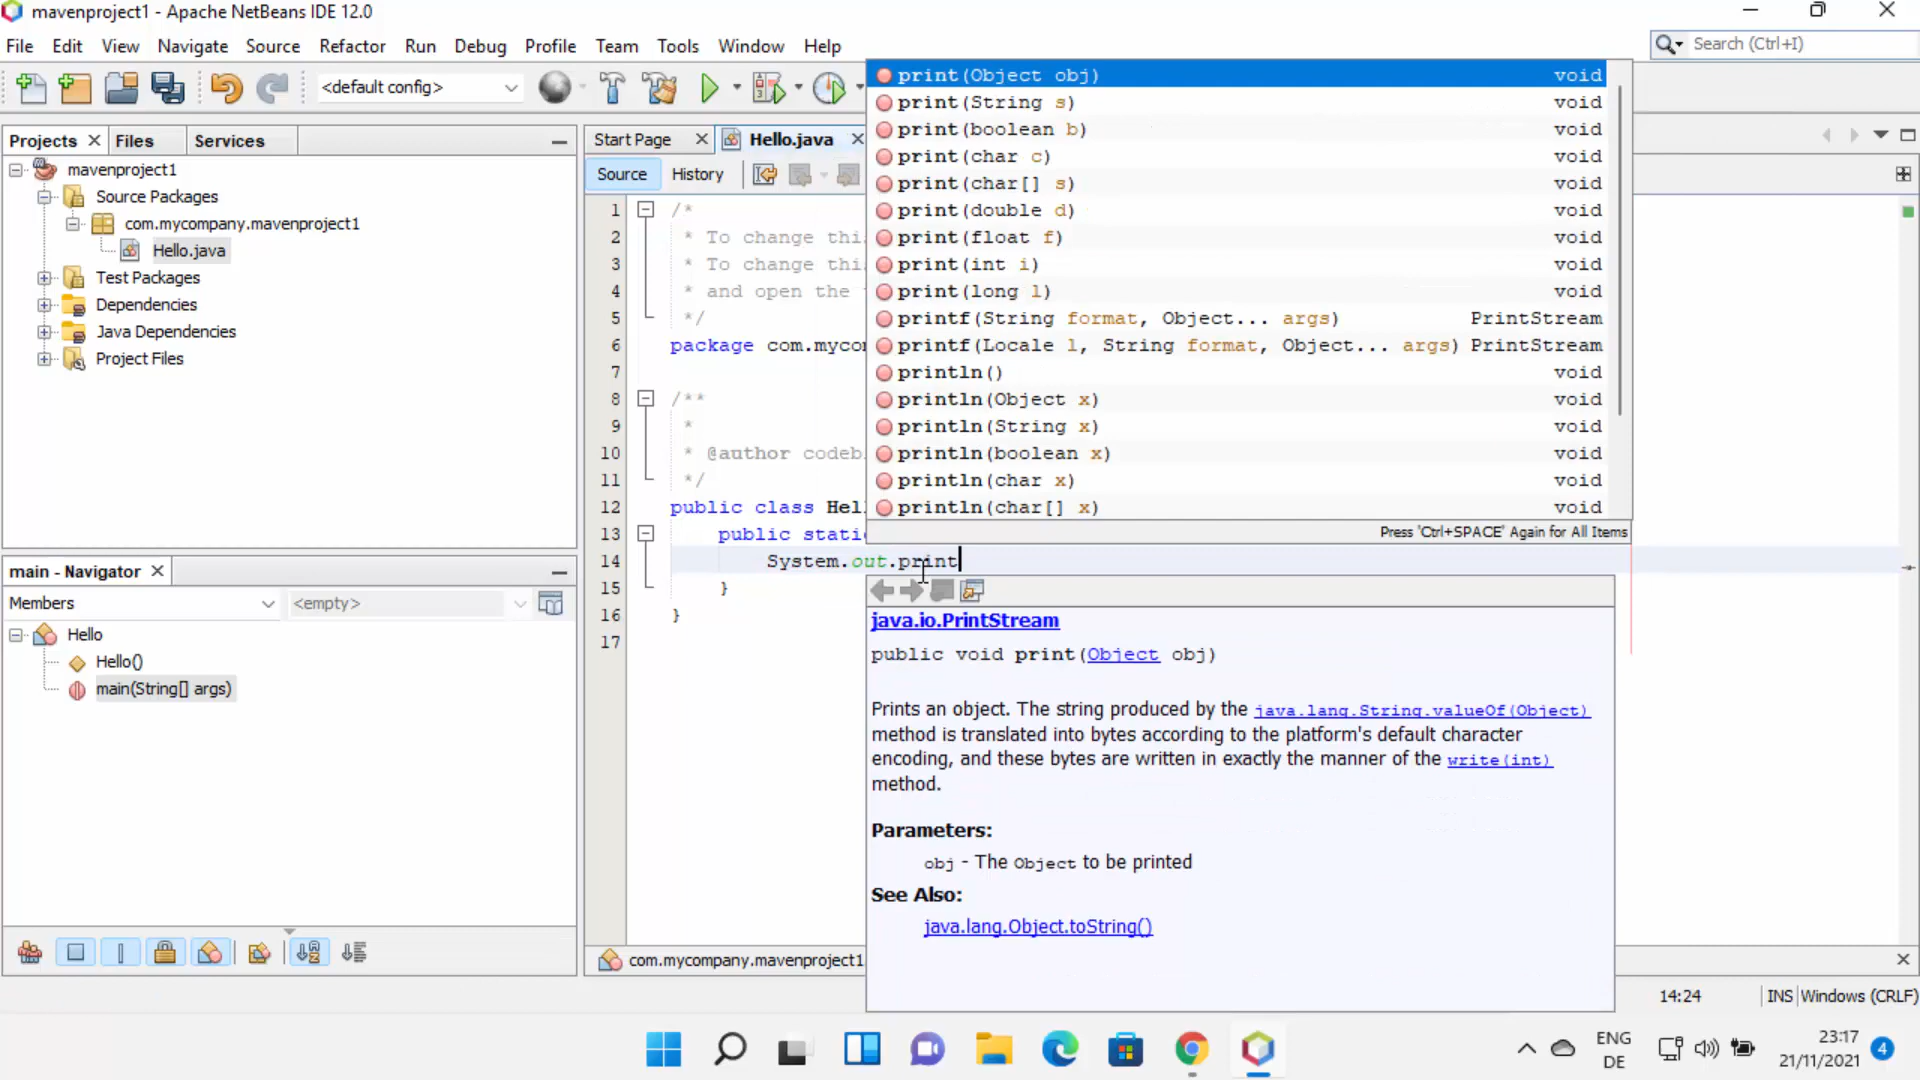 mavenproject1 - Apache NetBeans IDE 12.0
File Edit View Navigate Source Refactor Run Debug Profile Team Tools Window Help
Search (Ctrl+I)
<default config>
Projects Files Services
mavenproject1
Source Packages
com.mycompany.mavenproject1
Hello.java
Test Packages
Dependencies
Java Dependencies
Project Files
main - Navigator
Members <empty>
Hello
Hello()
main(String[] args)
Start Page Hello.java
Source History
1 /*
2 * To change this
3 * To change this
4 * and open the
5 */
6 package com.mycom
7
8 /**
9 *
10 * @author codeb
11 */
12 public class Hel
13 public static
14 System.out.print
15 }
16 }
17
print(Object obj) void
print(String s) void
print(boolean b) void
print(char c) void
print(char[] s) void
print(double d) void
print(float f) void
print(int i) void
print(long l) void
printf(String format, Object... args) PrintStream
printf(Locale l, String format, Object... args) PrintStream
println() void
println(Object x) void
println(String x) void
println(boolean x) void
println(char x) void
println(char[] x) void
Press 'Ctrl+SPACE' Again for All Items
java.io.PrintStream
public void print(Object obj)
Prints an object. The string produced by the java.lang.String.valueOf(Object)
method is translated into bytes according to the platform's default character
encoding, and these bytes are written in exactly the manner of the write(int)
method.
Parameters:
obj - The Object to be printed
See Also:
java.lang.Object.toString()
com.mycompany.mavenproject1
14:24 INS Windows (CRLF)
ENG
DE
23:17
21/11/2021
4